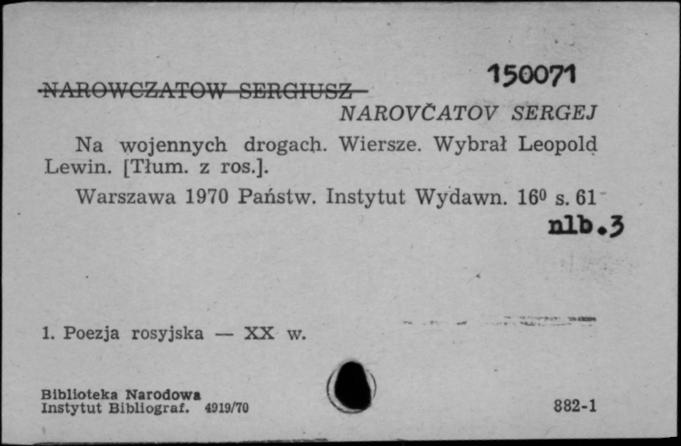 150071
NAROWCZATOW SERGIUSZ
NAROVČATOV SERGEJ
Na wojennych drogach. Wiersze. Wybrał Leopold
Lewin. [Tłum. z ros.].
Warszawa 1970 Państw. Instytut Wydawn. 16⁰ s. 61
nlb.3
1. Poezja rosyjska — XX w.
Biblioteka Narodowa
Instytut Bibliograf. 4919/70
882-1